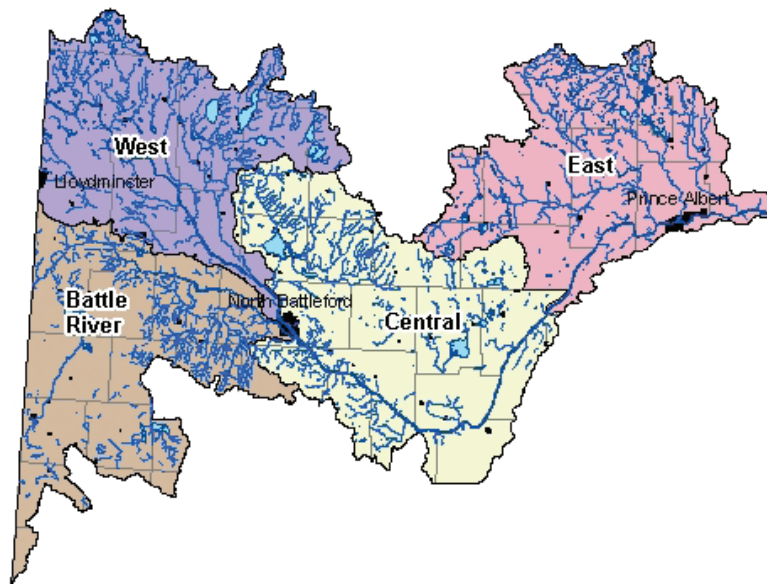 West
Lloydminster
East
Prince Albert
Battle
River
North Battleford
Central